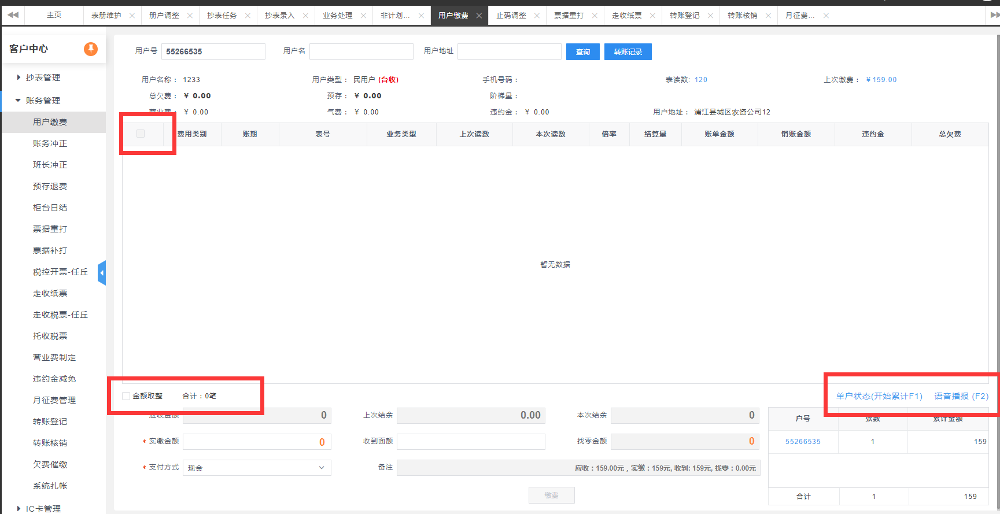 主页 表册维护 册户调整 抄表任务 抄表录入 业务处理 非计划... 用户缴费 止码调整 票据重打 走收纸票 转账登记 转账核销 月征费...
客户中心
抄表管理
账务管理
用户缴费
账务冲正
班长冲正
预存退费
柜台日结
票据重打
票据补打
税控开票-任丘
走收纸票
走收税票-任丘
托收税票
营业费制定
违约金减免
月征费管理
转账登记
转账核销
欠费催缴
系统扎帐
IC卡管理
用户号 55266535 用户名 用户地址 查询 转账记录
用户名称： 1233 用户类型： 民用户 (台收) 手机号码： 表读数: 120 上次缴费： ¥ 159.00
总欠费： ¥ 0.00 预存： ¥ 0.00 阶梯量：
营业费： ¥ 0.00 气费： ¥ 0.00 违约金： ¥ 0.00 用户地址： 浦江县城区农资公司12
费用类别 账期 表号 业务类型 上次读数 本次读数 倍率 结算量 账单金额 销账金额 违约金 总欠费
暂无数据
金额取整 合计：0笔 单户状态(开始累计F1) 语音播报 (F2)
应收金额 0 上次结余 0.00 本次结余 0
* 实缴金额 0 收到面额 找零金额 0
* 支付方式 现金 备注 应收：159.00元，实缴：159元, 收到: 159元, 找零：0.00元
缴费
户号 张数 累计金额
55266535 1 159
合计 1 159